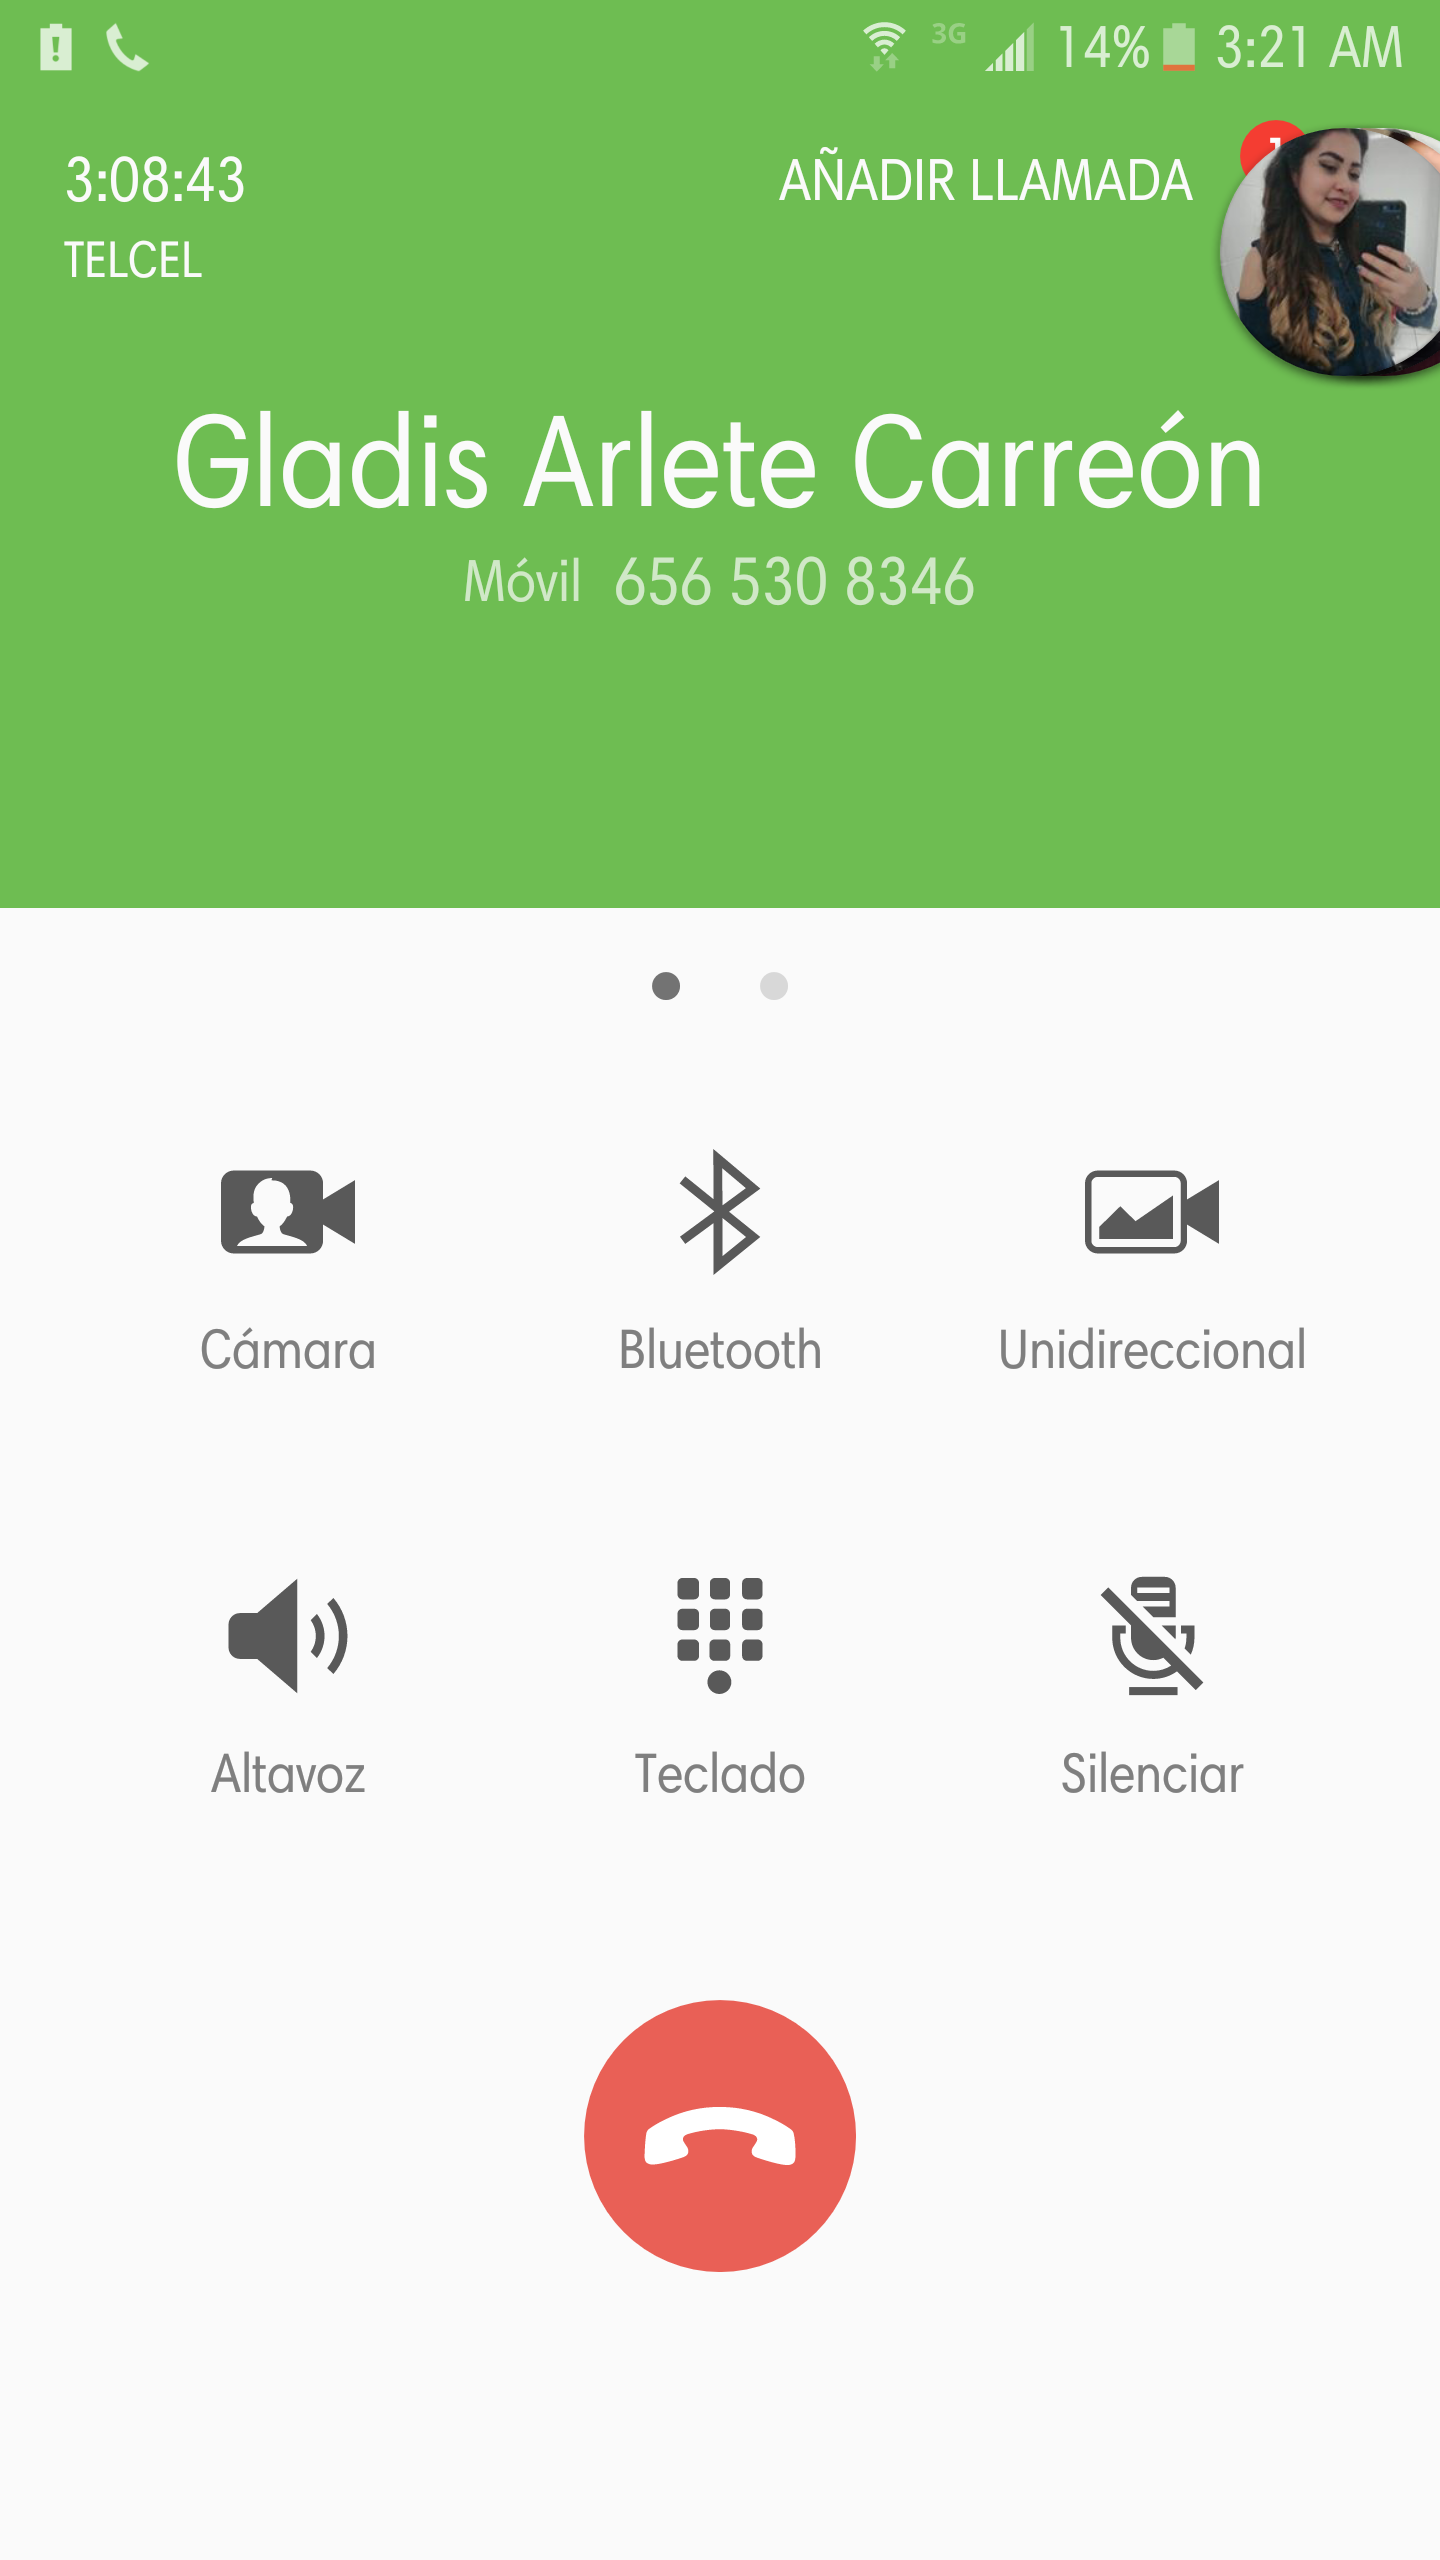 3G 14% 3:21 AM
3:08:43
AÑADIR LLAMADA
TELCEL
Gladis Arlete Carreón
Móvil 656 530 8346
Cámara
Bluetooth
Unidireccional
Altavoz
Teclado
Silenciar